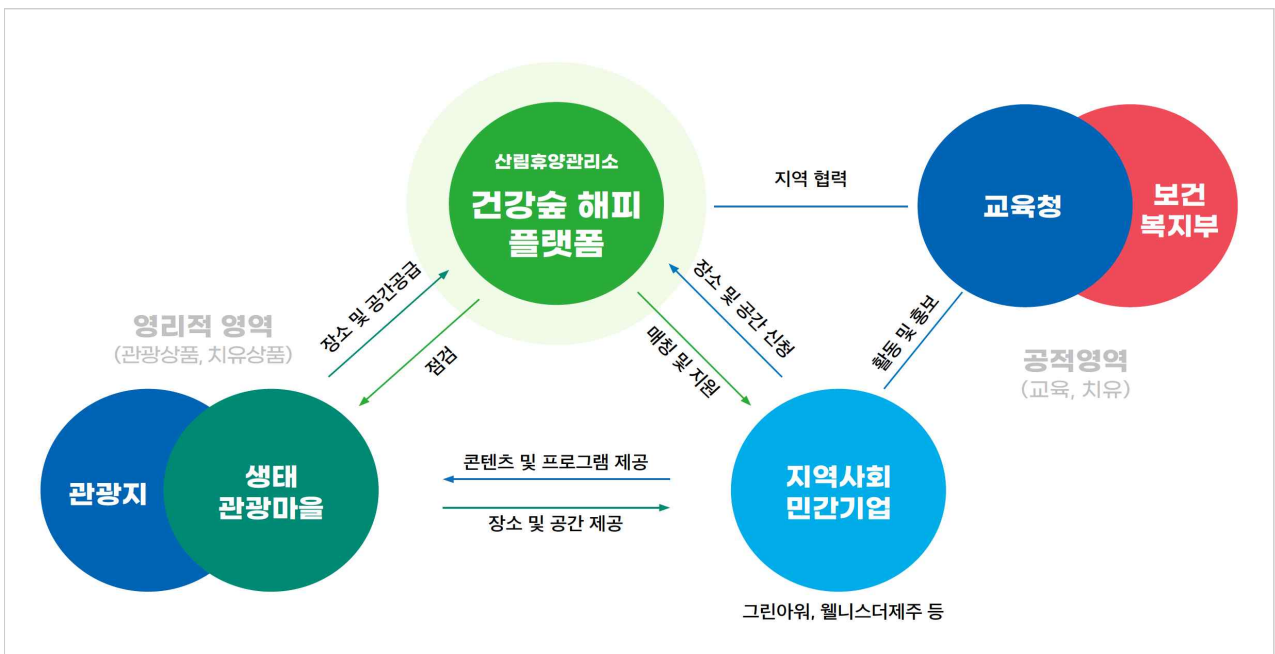 산림휴양관리소
건강숲 해피
플랫폼
지역 협력
교육청
보건
복지부
장소 및 공간공급
점검
매칭 및 지원
장소 및 공간 신청
활동 및 홍보
영리적 영역
(관광상품, 치유상품)
공적영역
(교육, 치유)
관광지
생태
관광마을
콘텐츠 및 프로그램 제공
장소 및 공간 제공
지역사회
민간기업
그린아워, 웰니스더제주 등